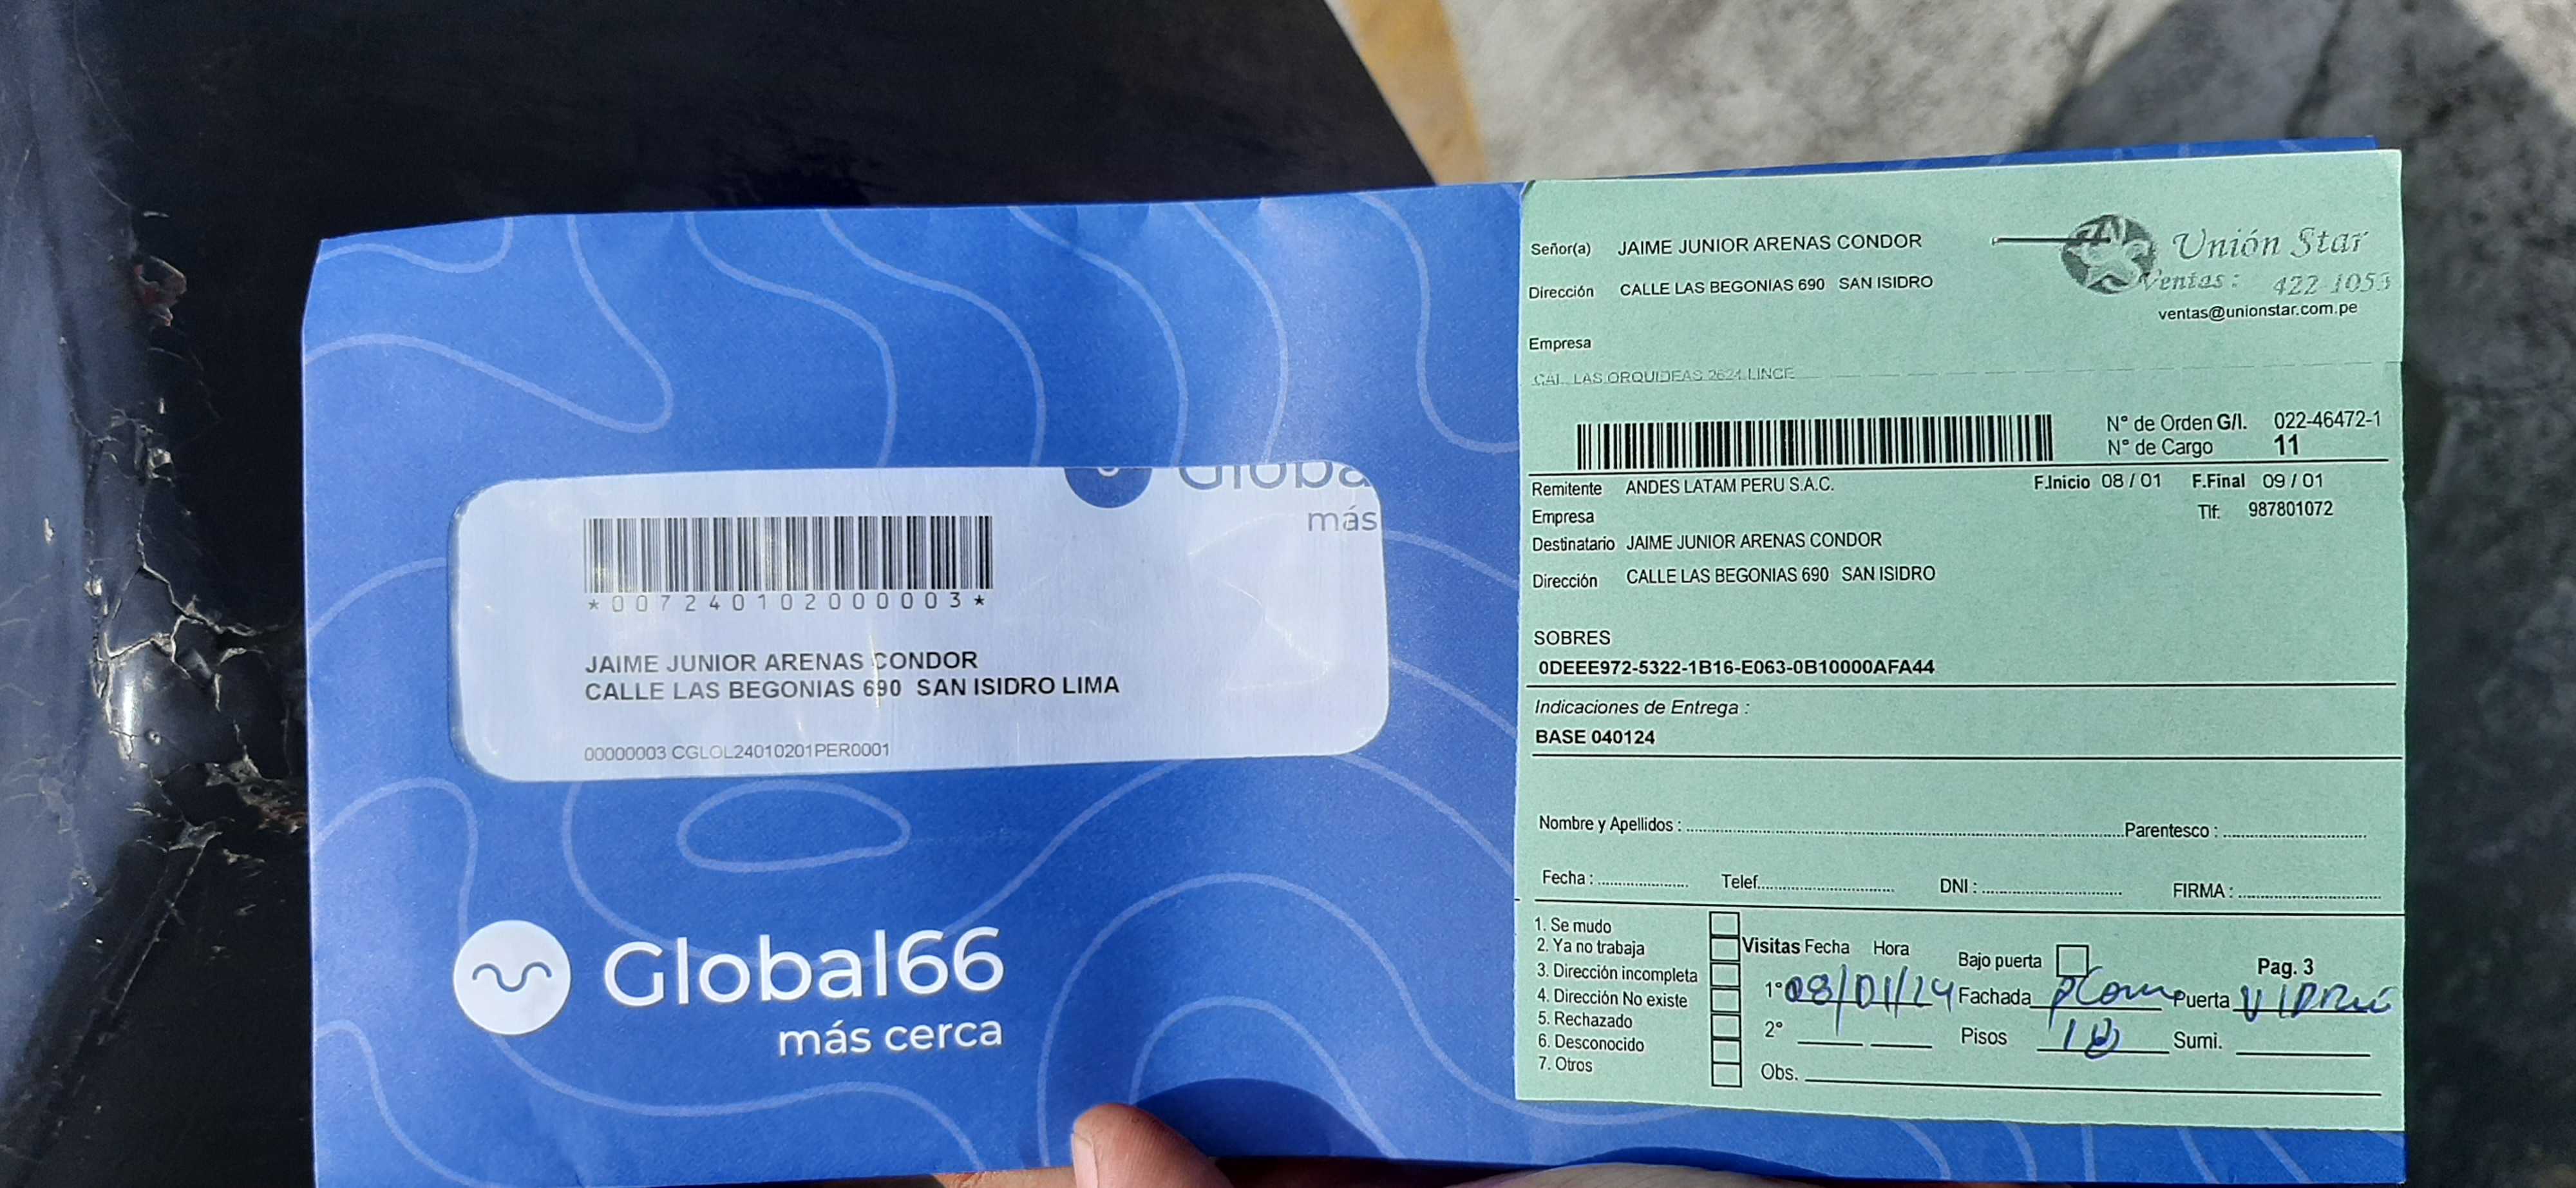 Globa
más
*007240102000003*
JAIME JUNIOR ARENAS CONDOR
CALLE LAS BEGONIAS 690 SAN ISIDRO LIMA
00000003 CGLOL24010201PER0001
Global66
más cerca
Señor(a) JAIME JUNIOR ARENAS CONDOR
Unión Star
Dirección CALLE LAS BEGONIAS 690 SAN ISIDRO
Ventas: 422 1053
ventas@unionstar.com.pe
Empresa
CAL. LAS ORQUIDEAS 2624 LINCE
N° de Orden G/I. 022-46472-1
N° de Cargo 11
Remitente ANDES LATAM PERU S.A.C. F.Inicio 08 / 01 F.Final 09 / 01
Empresa Tlf: 987801072
Destinatario JAIME JUNIOR ARENAS CONDOR
Dirección CALLE LAS BEGONIAS 690 SAN ISIDRO
SOBRES
0DEEE972-5322-1B16-E063-0B10000AFA44
Indicaciones de Entrega :
BASE 040124
Nombre y Apellidos : Parentesco :
Fecha : Telef. DNI : FIRMA :
1. Se mudo
2. Ya no trabaja
3. Dirección incompleta
4. Dirección No existe
5. Rechazado
6. Desconocido
7. Otros
Visitas Fecha Hora Bajo puerta Pag. 3
1° 08/01/24 Fachada Puerta
2° Pisos Sumi.
Obs.